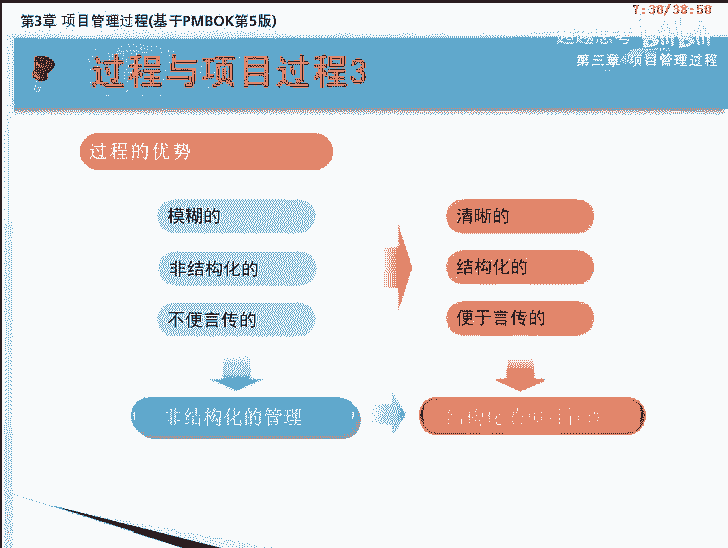 第3章 项目管理过程(基于PMBOK第5版)
7:30/38:50
第三章 项目管理过程
过程与项目过程3
过程的优势
模糊的
清晰的
非结构化的
结构化的
不便言传的
便于言传的
非结构化的管理